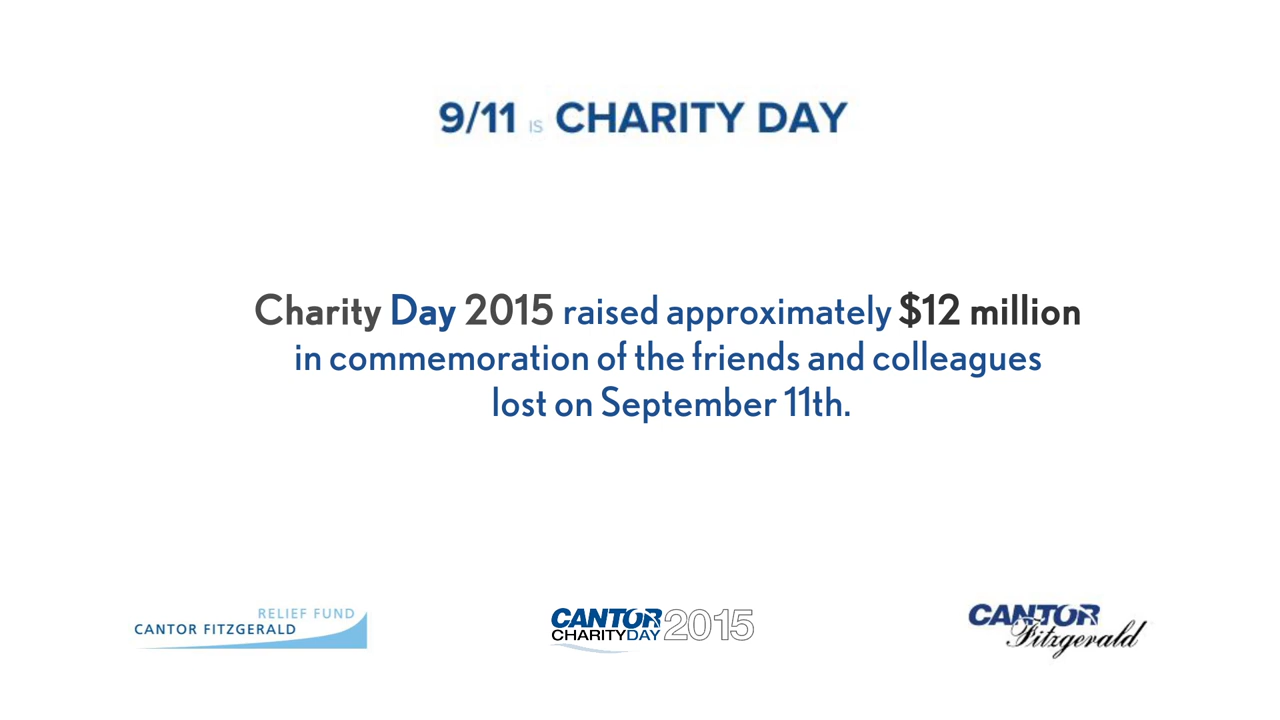 9/11 IS CHARITY DAY
Charity Day 2015 raised approximately $12 million
in commemoration of the friends and colleagues
lost on September 11th.
RELIEF FUND
CANTOR FITZGERALD
CANTOR
CHARITYDAY 2015
CANTOR
Fitzgerald